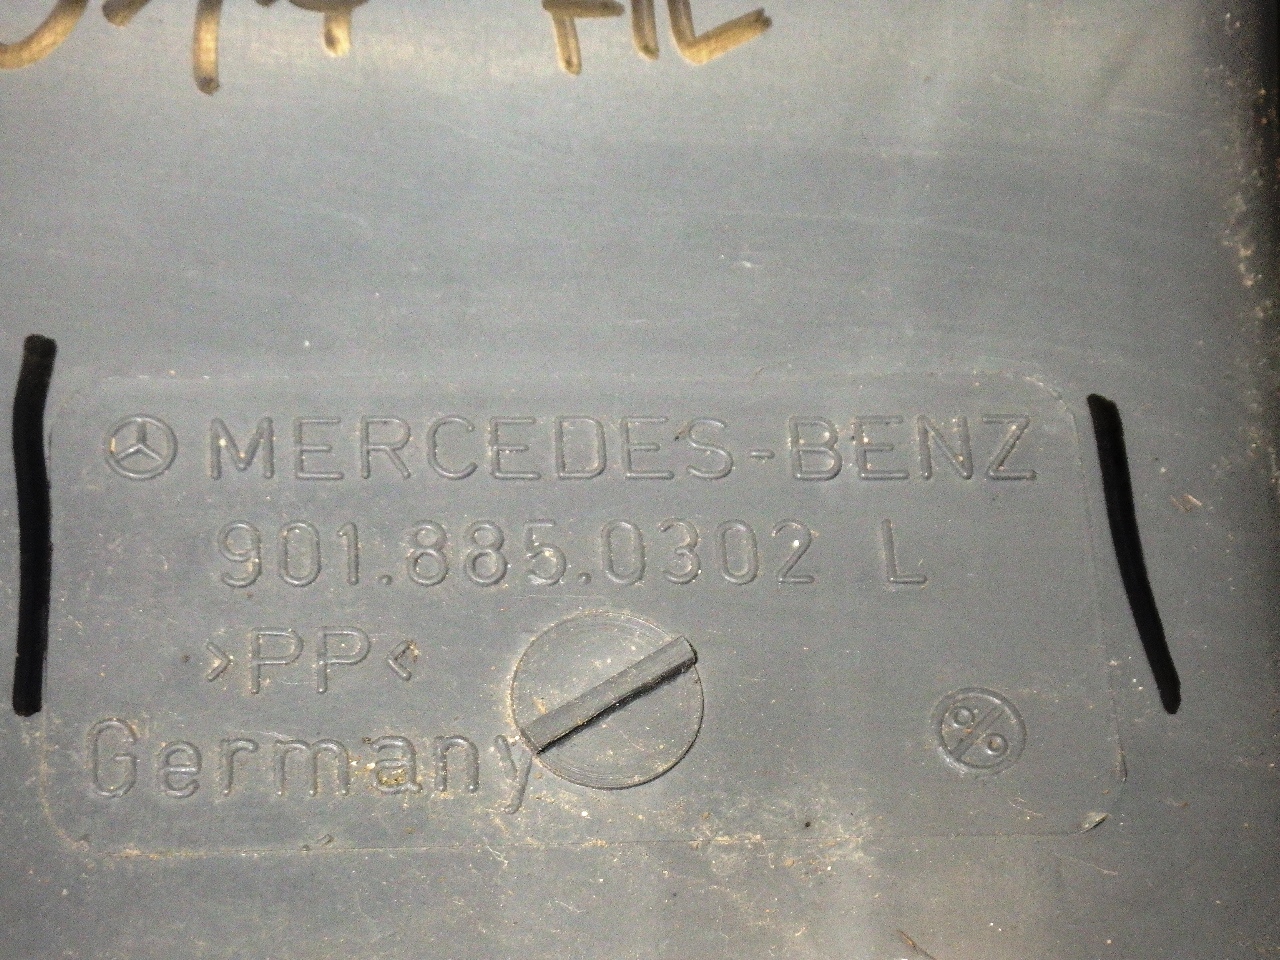 MERCEDES-BENZ
901.885.0302 L
>PP<
Germany